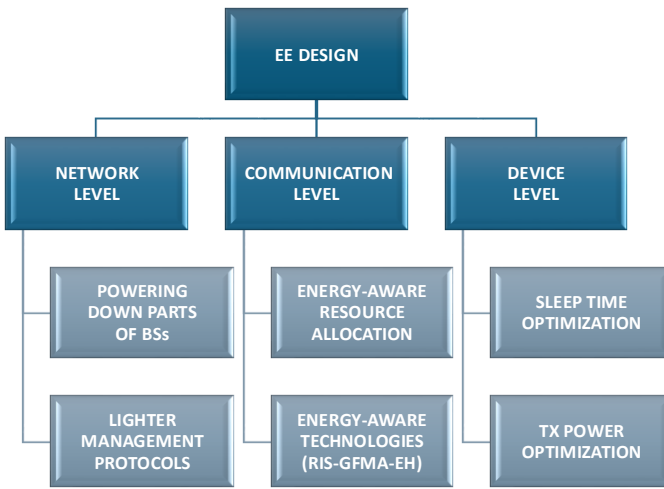 EE DESIGN
NETWORK
LEVEL
COMMUNICATION
LEVEL
DEVICE
LEVEL
POWERING
DOWN PARTS
OF BSs
ENERGY-AWARE
RESOURCE
ALLOCATION
SLEEP TIME
OPTIMIZATION
LIGHTER
MANAGEMENT
PROTOCOLS
ENERGY-AWARE
TECHNOLOGIES
(RIS-GFMA-EH)
TX POWER
OPTIMIZATION